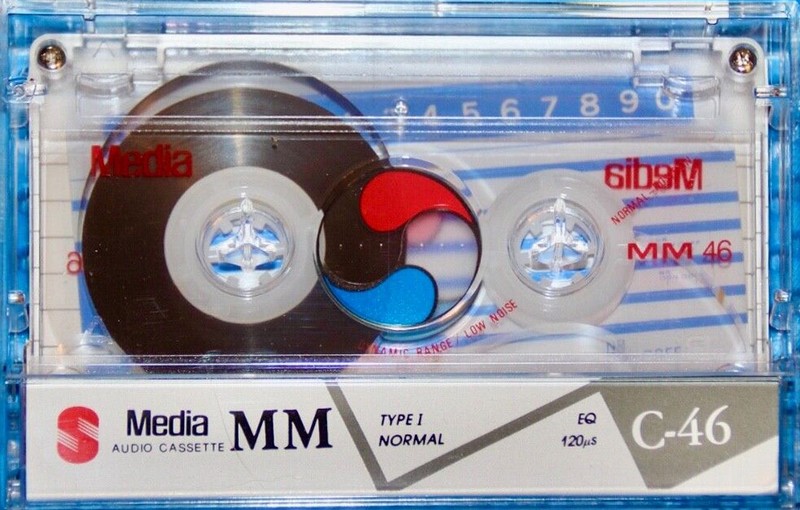 4 5 6 7 8 9 0
Media
Media
NORMAL
MM 46
DYNAMIC RANGE/ LOW NOISE
Media
AUDIO CASSETTE
MM
TYPE I
NORMAL
EQ
120μs
C-46